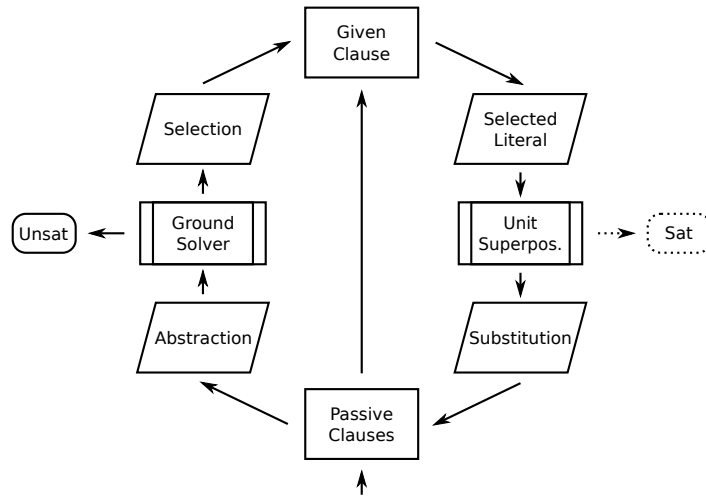 Given
Clause
Selection
Selected
Literal
Unsat
Ground
Solver
Unit
Superpos.
Sat
Abstraction
Substitution
Passive
Clauses